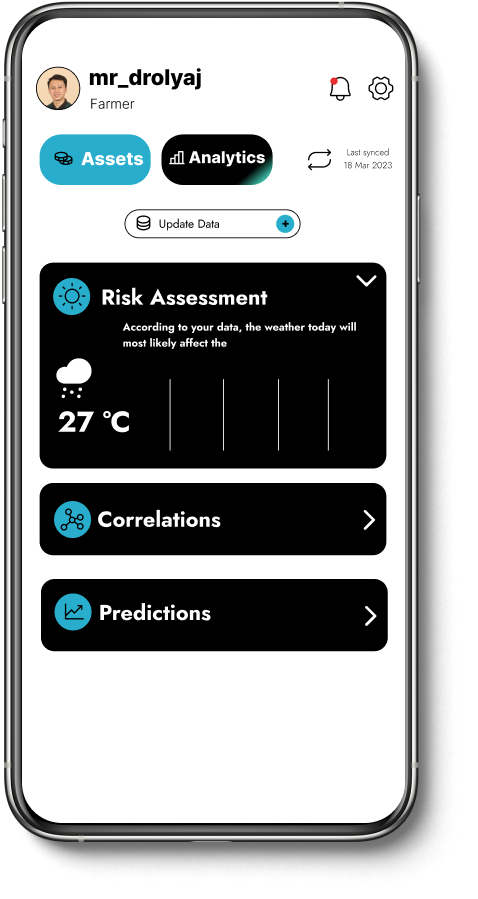 mr_drolyaj
Farmer
Assets
Analytics
Last synced
18 Mar 2023
Update Data
Risk Assessment
According to your data, the weather today will
most likely affect the
27 °C
Correlations
Predictions